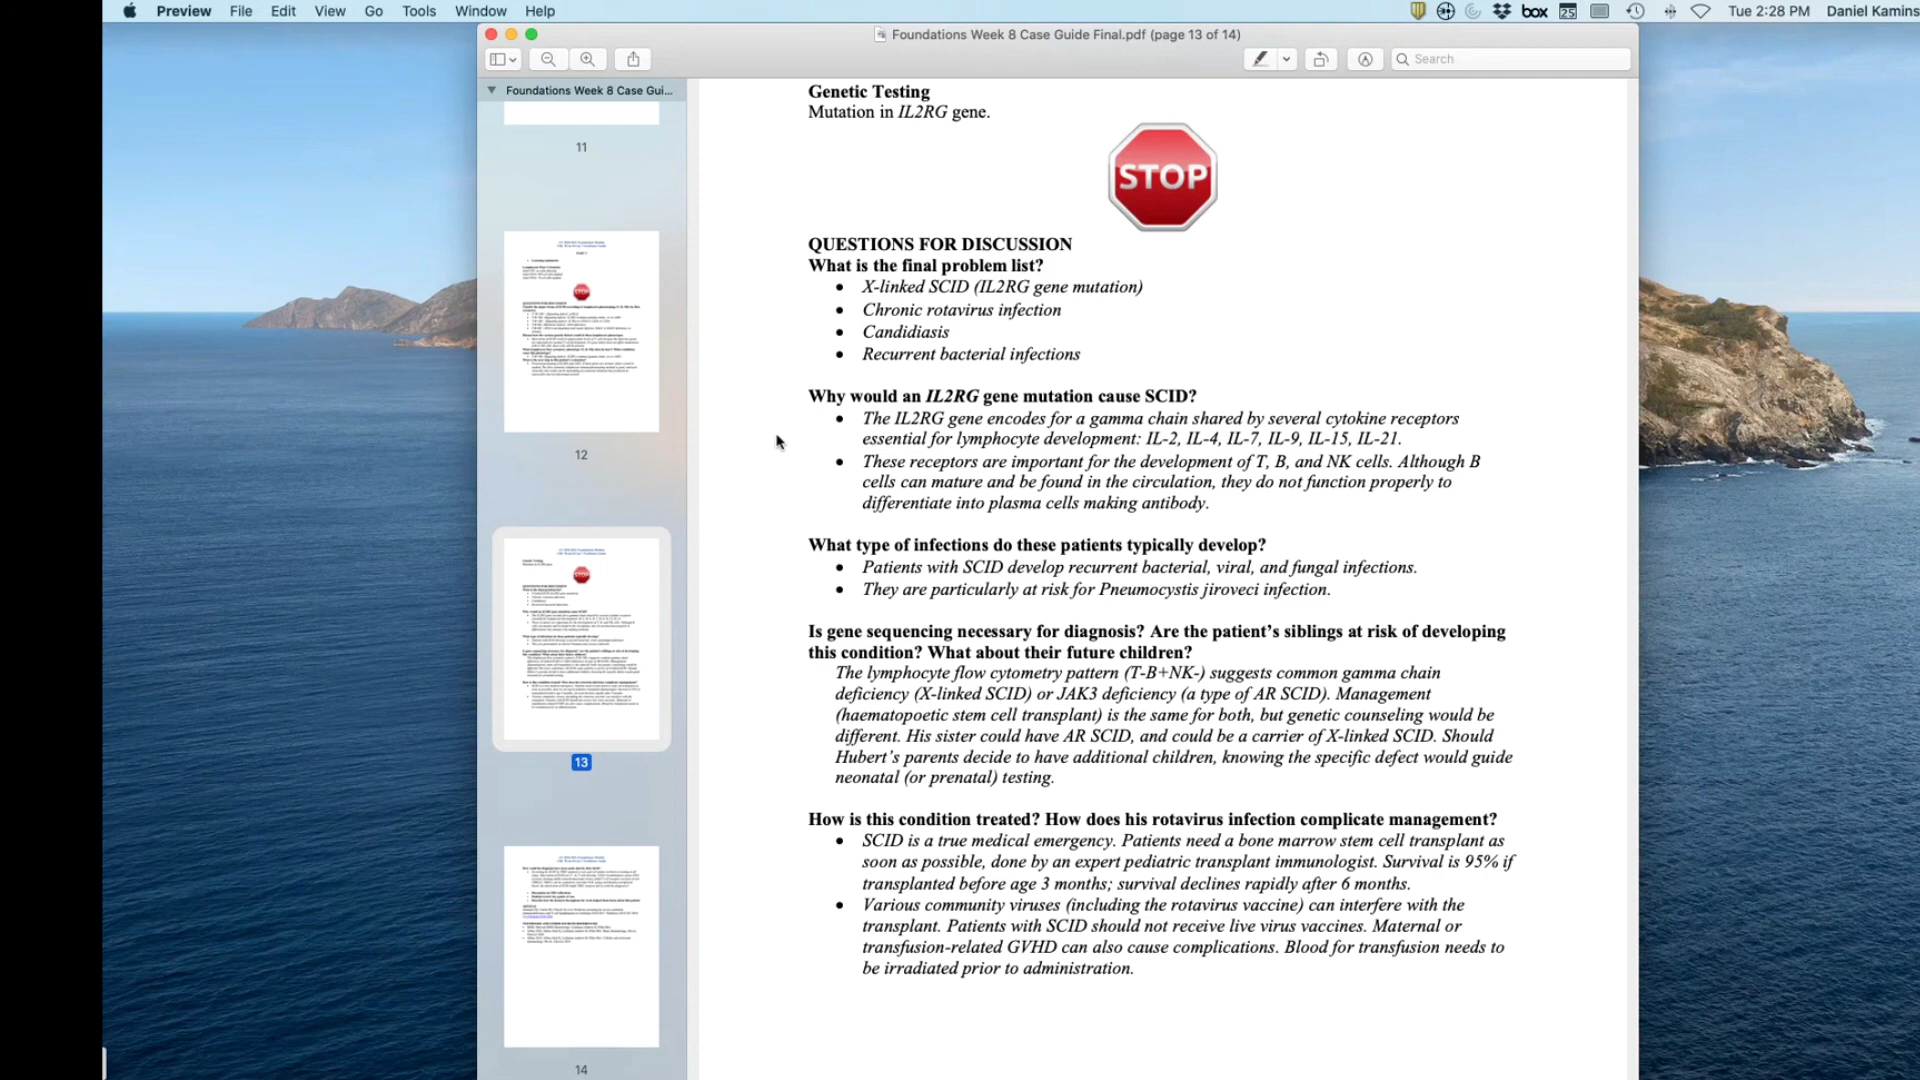 Preview File Edit View Go Tools Window Help
box 25 Tue 2:28 PM Daniel Kamins
Foundations Week 8 Case Guide Final.pdf (page 13 of 14)
Search
Foundations Week 8 Case Gui...
11
12
13
14
Genetic Testing
Mutation in IL2RG gene.
STOP
QUESTIONS FOR DISCUSSION
What is the final problem list?
• X-linked SCID (IL2RG gene mutation)
• Chronic rotavirus infection
• Candidiasis
• Recurrent bacterial infections
Why would an IL2RG gene mutation cause SCID?
• The IL2RG gene encodes for a gamma chain shared by several cytokine receptors
essential for lymphocyte development: IL-2, IL-4, IL-7, IL-9, IL-15, IL-21.
• These receptors are important for the development of T, B, and NK cells. Although B
cells can mature and be found in the circulation, they do not function properly to
differentiate into plasma cells making antibody.
What type of infections do these patients typically develop?
• Patients with SCID develop recurrent bacterial, viral, and fungal infections.
• They are particularly at risk for Pneumocystis jiroveci infection.
Is gene sequencing necessary for diagnosis? Are the patient's siblings at risk of developing
this condition? What about their future children?
The lymphocyte flow cytometry pattern (T-B+NK-) suggests common gamma chain
deficiency (X-linked SCID) or JAK3 deficiency (a type of AR SCID). Management
(haematopoetic stem cell transplant) is the same for both, but genetic counseling would be
different. His sister could have AR SCID, and could be a carrier of X-linked SCID. Should
Hubert's parents decide to have additional children, knowing the specific defect would guide
neonatal (or prenatal) testing.
How is this condition treated? How does his rotavirus infection complicate management?
• SCID is a true medical emergency. Patients need a bone marrow stem cell transplant as
soon as possible, done by an expert pediatric transplant immunologist. Survival is 95% if
transplanted before age 3 months; survival declines rapidly after 6 months.
• Various community viruses (including the rotavirus vaccine) can interfere with the
transplant. Patients with SCID should not receive live virus vaccines. Maternal or
transfusion-related GVHD can also cause complications. Blood for transfusion needs to
be irradiated prior to administration.